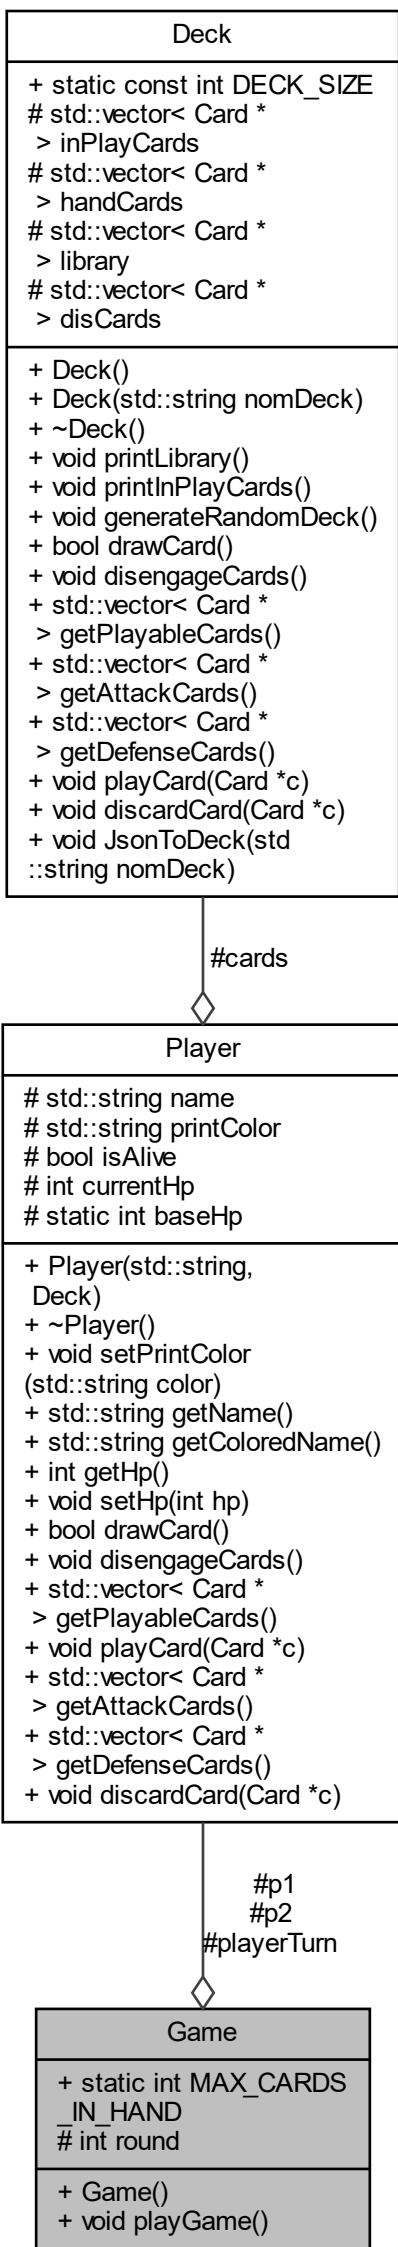 Deck
+ static const int DECK_SIZE
# std::vector< Card *
> inPlayCards
# std::vector< Card *
> handCards
# std::vector< Card *
> library
# std::vector< Card *
> disCards
+ Deck()
+ Deck(std::string nomDeck)
+ ~Deck()
+ void printLibrary()
+ void printInPlayCards()
+ void generateRandomDeck()
+ bool drawCard()
+ void disengageCards()
+ std::vector< Card *
> getPlayableCards()
+ std::vector< Card *
> getAttackCards()
+ std::vector< Card *
> getDefenseCards()
+ void playCard(Card *c)
+ void discardCard(Card *c)
+ void JsonToDeck(std
::string nomDeck)
#cards
Player
# std::string name
# std::string printColor
# bool isAlive
# int currentHp
# static int baseHp
+ Player(std::string,
Deck)
+ ~Player()
+ void setPrintColor
(std::string color)
+ std::string getName()
+ std::string getColoredName()
+ int getHp()
+ void setHp(int hp)
+ bool drawCard()
+ void disengageCards()
+ std::vector< Card *
> getPlayableCards()
+ void playCard(Card *c)
+ std::vector< Card *
> getAttackCards()
+ std::vector< Card *
> getDefenseCards()
+ void discardCard(Card *c)
#p1
#p2
#playerTurn
Game
+ static int MAX_CARDS
_IN_HAND
# int round
+ Game()
+ void playGame()